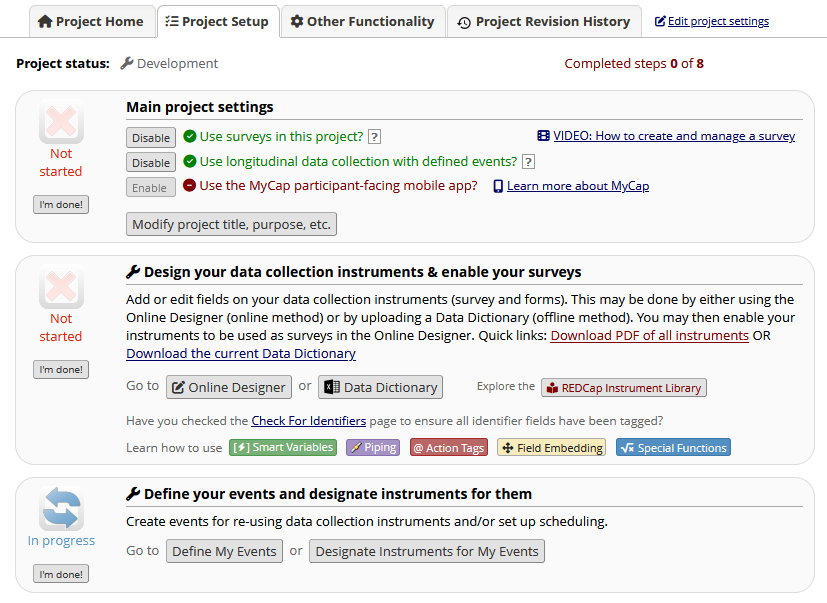 Project Home
Project Setup
Other Functionality
Project Revision History
Edit project settings
Project status: Development
Completed steps 0 of 8
Main project settings
Not started
I'm done!
Disable Use surveys in this project? ?
VIDEO: How to create and manage a survey
Disable Use longitudinal data collection with defined events? ?
Enable Use the MyCap participant-facing mobile app? Learn more about MyCap
Modify project title, purpose, etc.
Design your data collection instruments & enable your surveys
Not started
I'm done!
Add or edit fields on your data collection instruments (survey and forms). This may be done by either using the
Online Designer (online method) or by uploading a Data Dictionary (offline method). You may then enable your
instruments to be used as surveys in the Online Designer. Quick links: Download PDF of all instruments OR
Download the current Data Dictionary
Go to Online Designer or Data Dictionary Explore the REDCap Instrument Library
Have you checked the Check For Identifiers page to ensure all identifier fields have been tagged?
Learn how to use [⚡] Smart Variables Piping @ Action Tags Field Embedding √x Special Functions
Define your events and designate instruments for them
In progress
I'm done!
Create events for re-using data collection instruments and/or set up scheduling.
Go to Define My Events or Designate Instruments for My Events